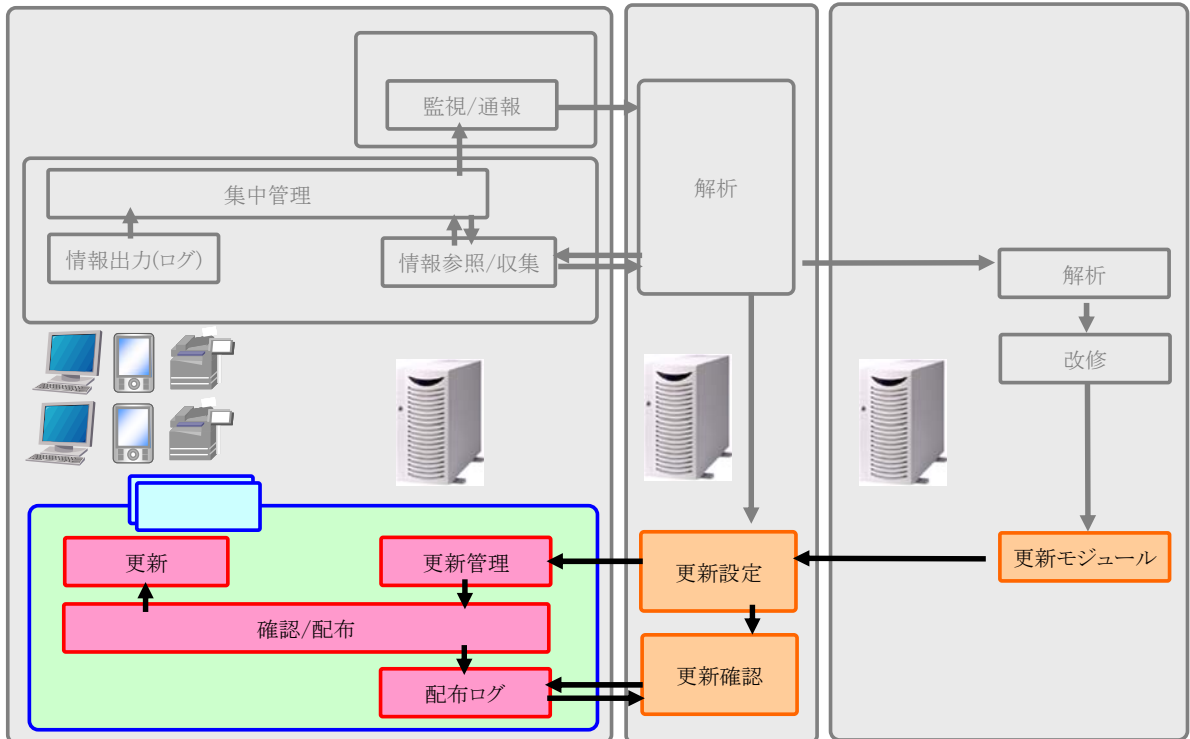 監視/通報
集中管理
解析
情報出力(ログ)
情報参照/収集
解析
改修
更新
更新管理
更新設定
更新モジュール
確認/配布
配布ログ
更新確認